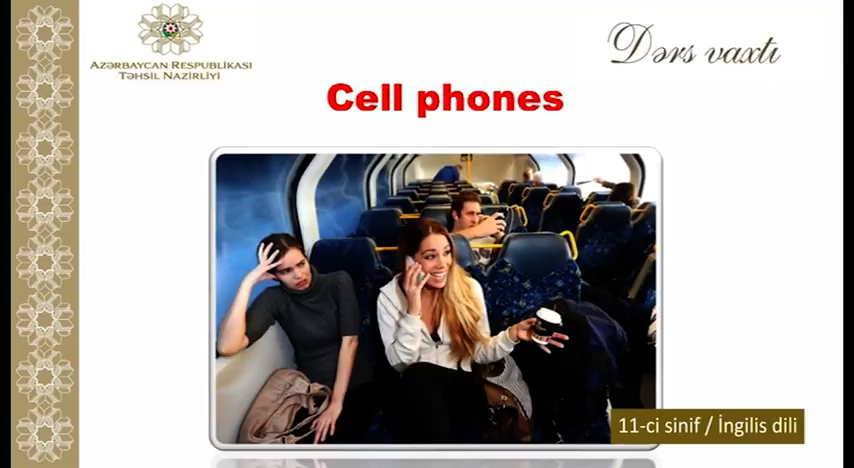 AZƏRBAYCAN RESPUBLİKASI
TƏHSİL NAZİRLİYİ
Dərs vaxtı
Cell phones
11-ci sinif / İngilis dili